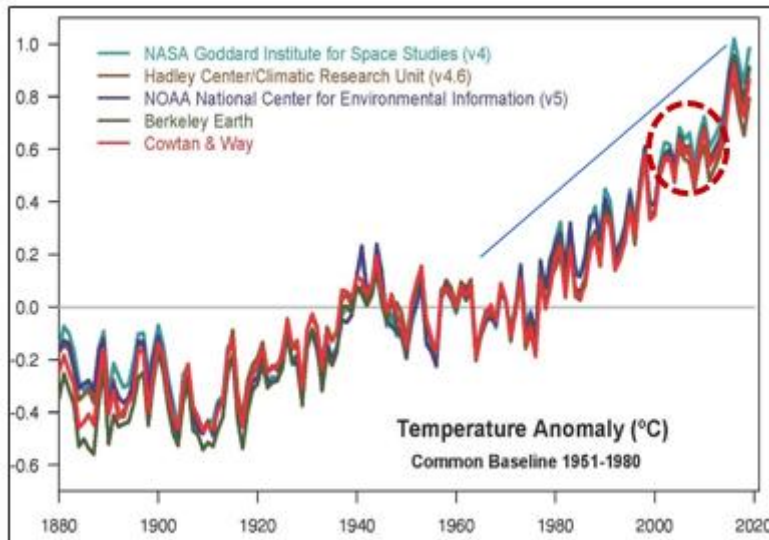 1.0
0.8
0.6
0.4
0.2
0.0
-0.2
-0.4
-0.6
NASA Goddard Institute for Space Studies (v4)
Hadley Center/Climatic Research Unit (v4.6)
NOAA National Center for Environmental Information (v5)
Berkeley Earth
Cowtan & Way
Temperature Anomaly (ºC)
Common Baseline 1951-1980
1880 1900 1920 1940 1960 1980 2000 2020